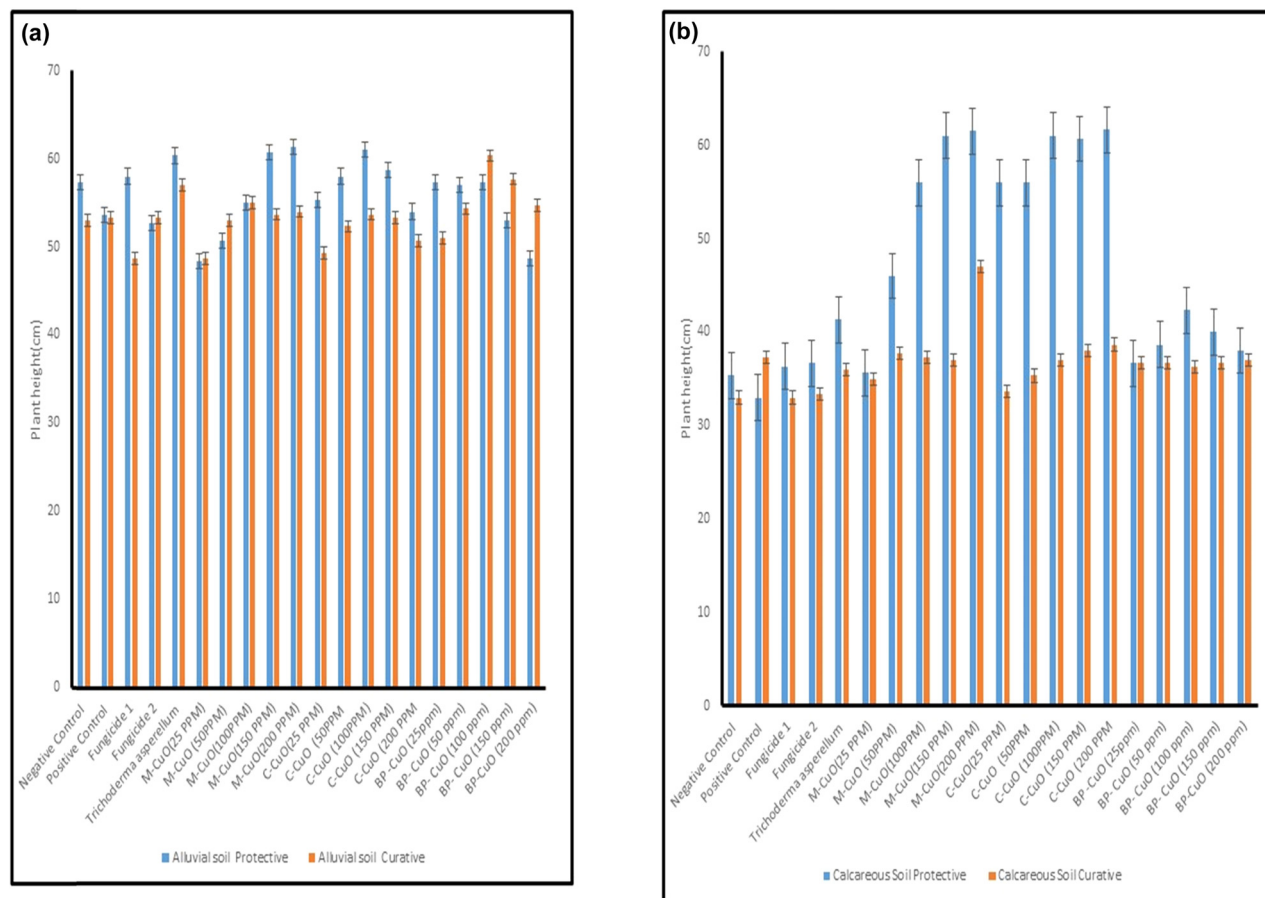 (a)
70
60
50
40
30
20
10
0
Plant height(cm)
Negative Control
Positive Control
Fungicide 1
Fungicide 2
Trichoderma asperellum
M-CuO(25 PPM)
M-CuO (50PPM)
M-CuO(100PPM)
M-CuO(150 PPM)
M-CuO(200 PPM)
C-CuO(25 PPM)
C-CuO (50PPM
C-CuO (100PPM)
C-CuO (150 PPM)
C-CuO (200 PPM
BP- CuO (25ppm)
BP- CuO (50 ppm)
BP- CuO (100 ppm)
BP- CuO (150 ppm)
BP-CuO (200 ppm)
Alluvial soil Protective
Alluvial soil Curative
(b)
70
60
50
40
30
20
10
0
Plant height(cm)
Negative Control
Positive Control
Fungicide 1
Fungicide 2
Trichoderma asperellum
M-CuO(25 PPM)
M-CuO (50PPM)
M-CuO(100PPM)
M-CuO(150 PPM)
M-CuO(200 PPM)
C-CuO(25 PPM)
C-CuO (50PPM
C-CuO (100PPM)
C-CuO (150 PPM)
C-CuO (200 PPM
BP- CuO (25ppm)
BP- CuO (50 ppm)
BP- CuO (100 ppm)
BP- CuO (150 ppm)
BP-CuO (200 ppm)
Calcareous Soil Protective
Calcareous Soil Curative